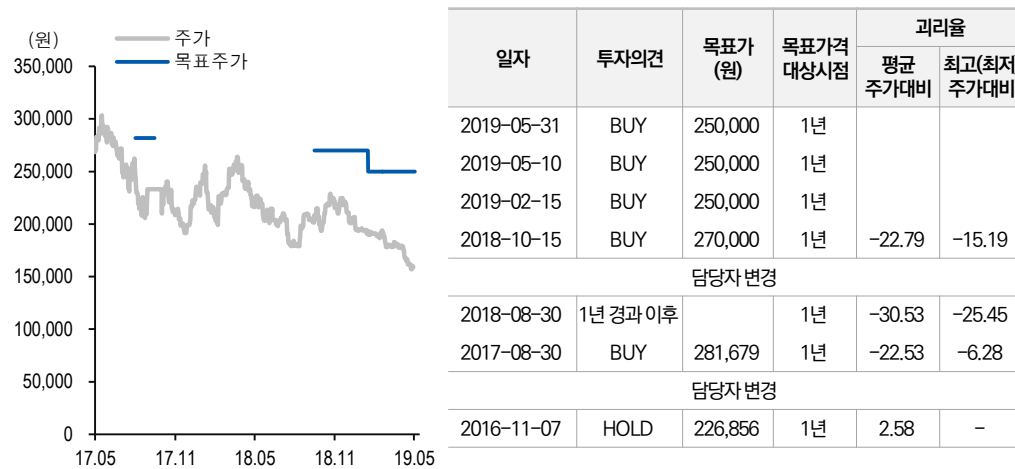 (원)
주가
목표주가
350,000
300,000
250,000
200,000
150,000
100,000
50,000
0
17.05 17.11 18.05 18.11 19.05
일자 투자의견 목표가 (원) 목표가격 대상시점 괴리율
평균 주가대비 최고(최저) 주가대비
2019-05-31 BUY 250,000 1년
2019-05-10 BUY 250,000 1년
2019-02-15 BUY 250,000 1년
2018-10-15 BUY 270,000 1년 -22.79 -15.19
담당자 변경
2018-08-30 1년 경과 이후 1년 -30.53 -25.45
2017-08-30 BUY 281,679 1년 -22.53 -6.28
담당자 변경
2016-11-07 HOLD 226,856 1년 2.58 -